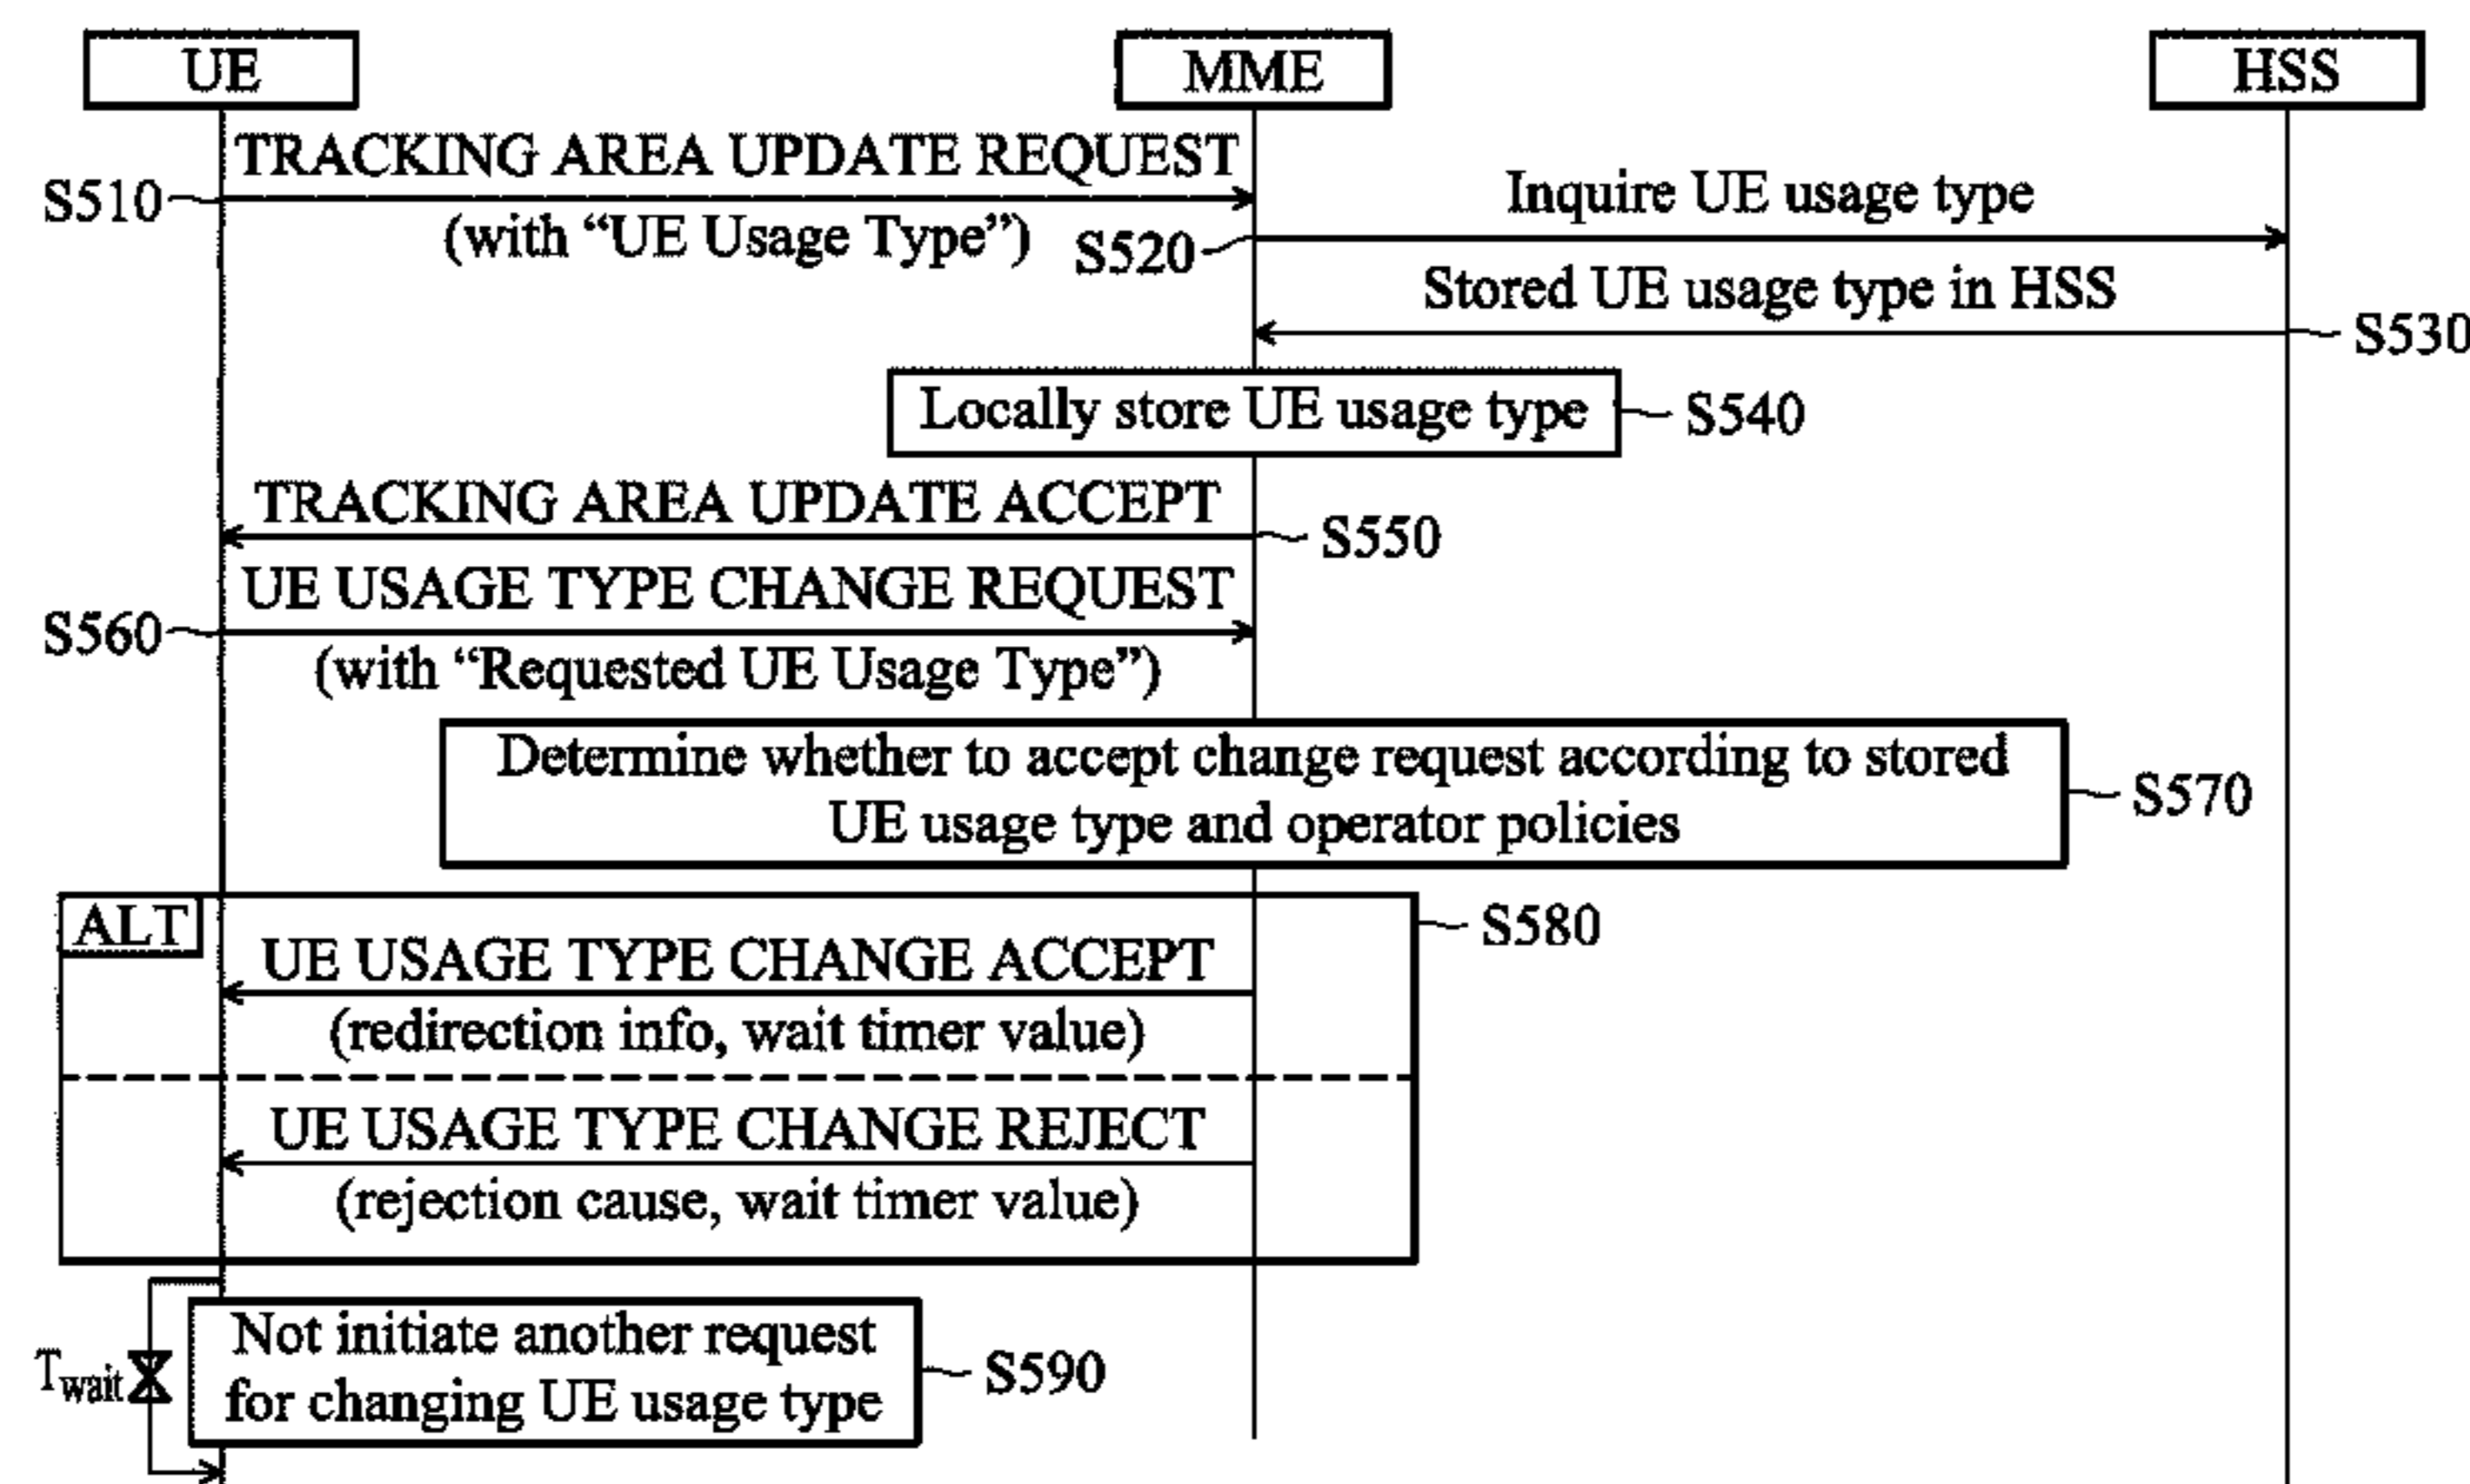 UE
MME
HSS
TRACKING AREA UPDATE REQUEST
S510
(with “UE Usage Type”)
Inquire UE usage type
S520
Stored UE usage type in HSS
S530
Locally store UE usage type
S540
TRACKING AREA UPDATE ACCEPT
S550
UE USAGE TYPE CHANGE REQUEST
S560
(with “Requested UE Usage Type”)
Determine whether to accept change request according to stored
UE usage type and operator policies
S570
ALT
S580
UE USAGE TYPE CHANGE ACCEPT
(redirection info, wait timer value)
UE USAGE TYPE CHANGE REJECT
(rejection cause, wait timer value)
Twait
Not initiate another request
for changing UE usage type
S590